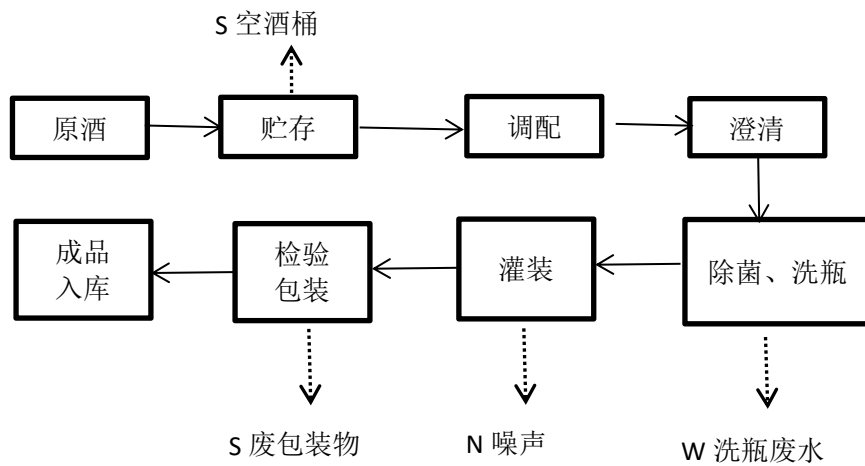 S 空酒桶
原酒
贮存
调配
澄清
成品
入库
检验
包装
灌装
除菌、洗瓶
S 废包装物
N 噪声
W 洗瓶废水